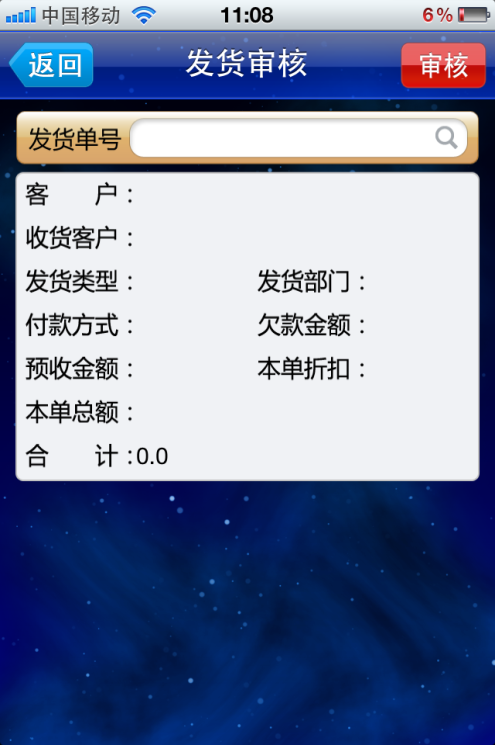 中国移动 11:08 6%
返回 发货审核 审核
发货单号
客 户：
收货客户：
发货类型： 发货部门：
付款方式： 欠款金额：
预收金额： 本单折扣：
本单总额：
合 计：0.0